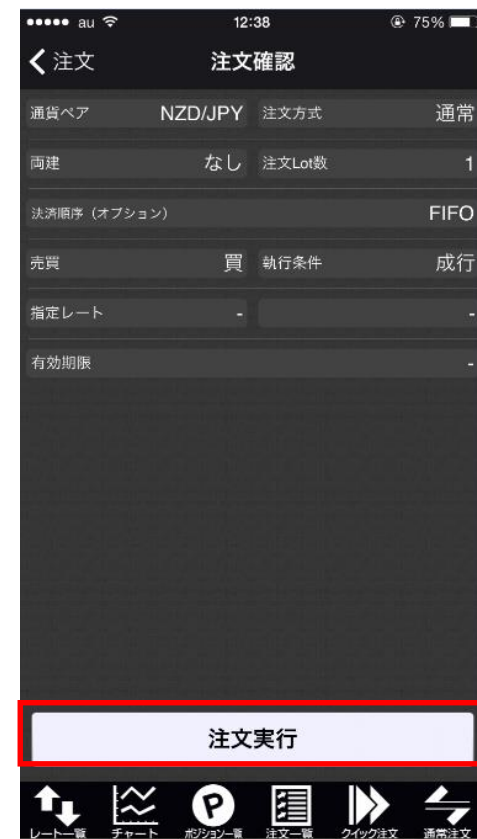 au 12:38 75%
注文 注文確認
通貨ペア NZD/JPY 注文方式 通常
両建 なし 注文Lot数 1
決済順序（オプション） FIFO
売買 買 執行条件 成行
指定レート - -
有効期限 -
注文実行
レート一覧 チャート ポジション一覧 注文一覧 クイック注文 通常注文